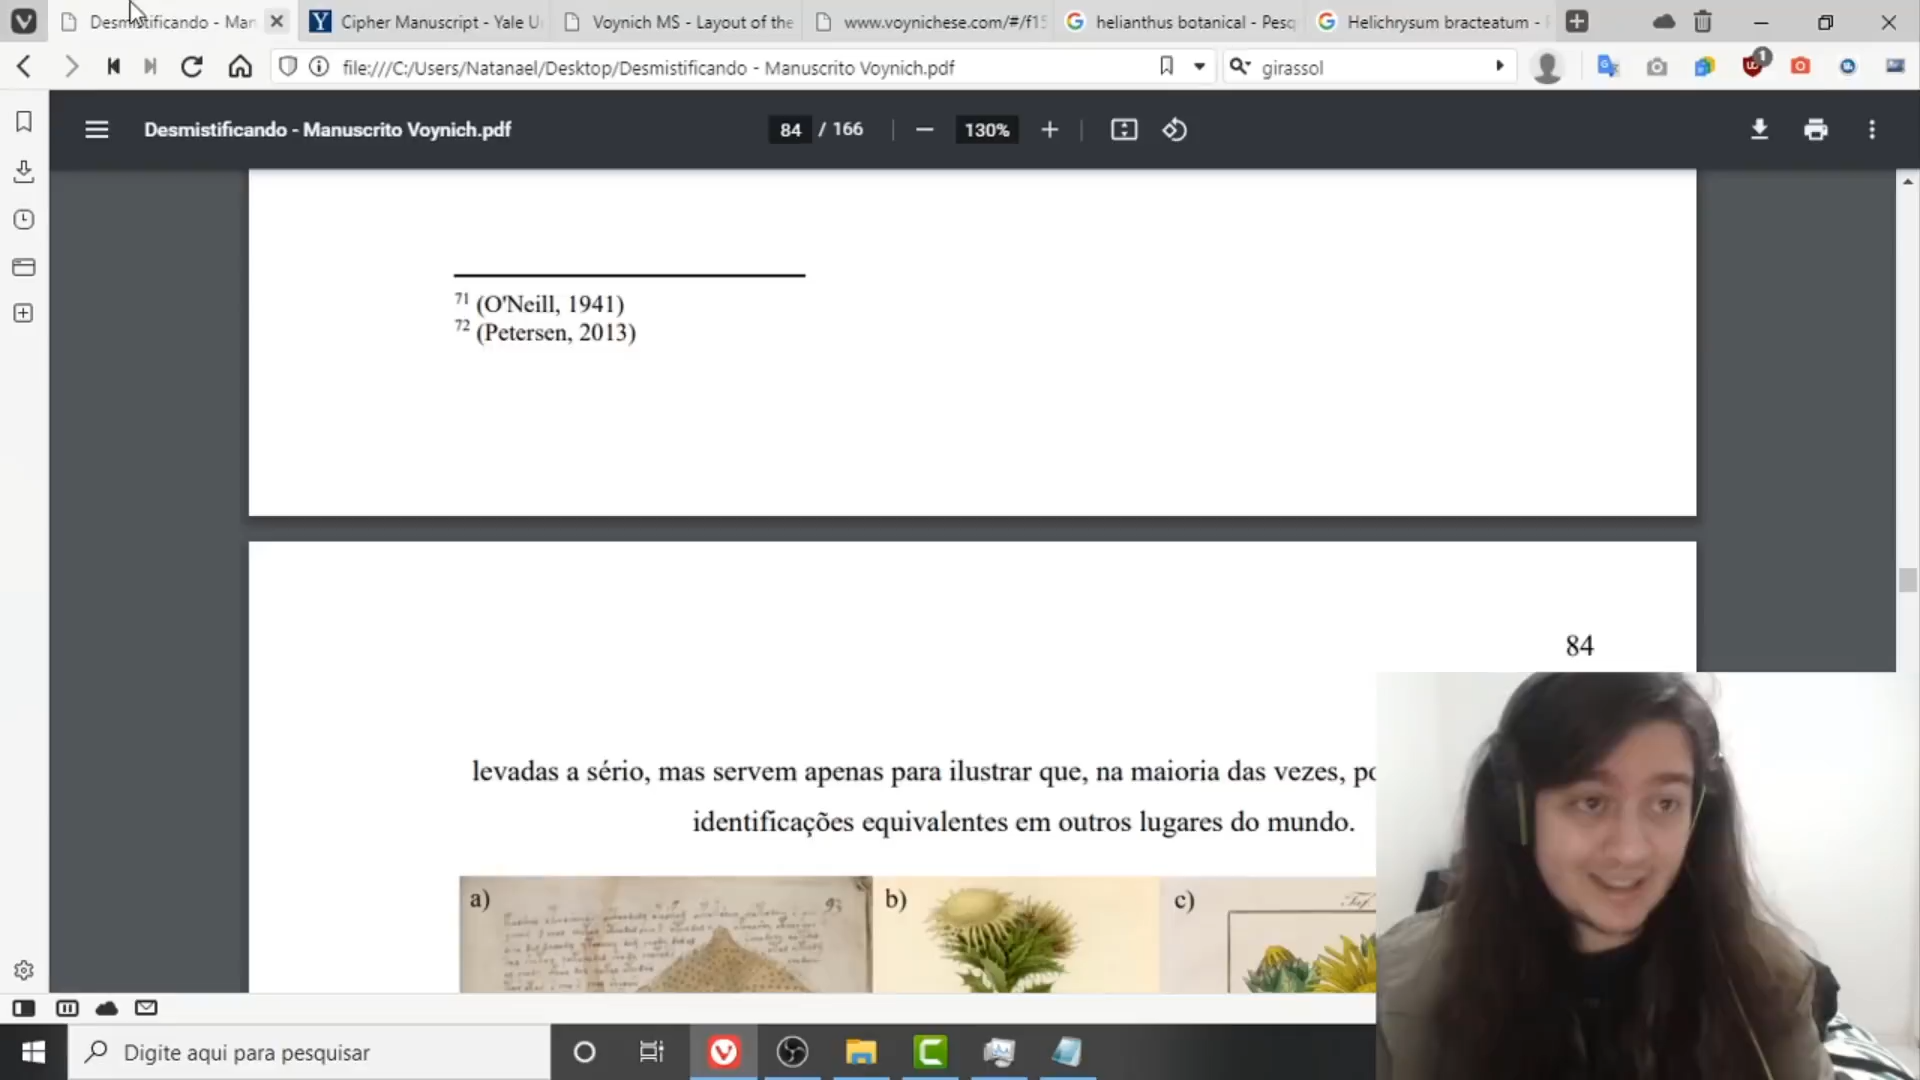 Desmistificando - Man
Cipher Manuscript - Yale U
Voynich MS - Layout of the
www.voynichese.com/#/f15
helianthus botanical - Pesq
Helichrysum bracteatum -
file:///C:/Users/Natanael/Desktop/Desmistificando - Manuscrito Voynich.pdf
girassol
1
Desmistificando - Manuscrito Voynich.pdf
84 / 166
130%
71 (O'Neill, 1941)
72 (Petersen, 2013)
84
levadas a sério, mas servem apenas para ilustrar que, na maioria das vezes,
identificações equivalentes em outros lugares do mundo.
a)
93
b)
c)
Digite aqui para pesquisar